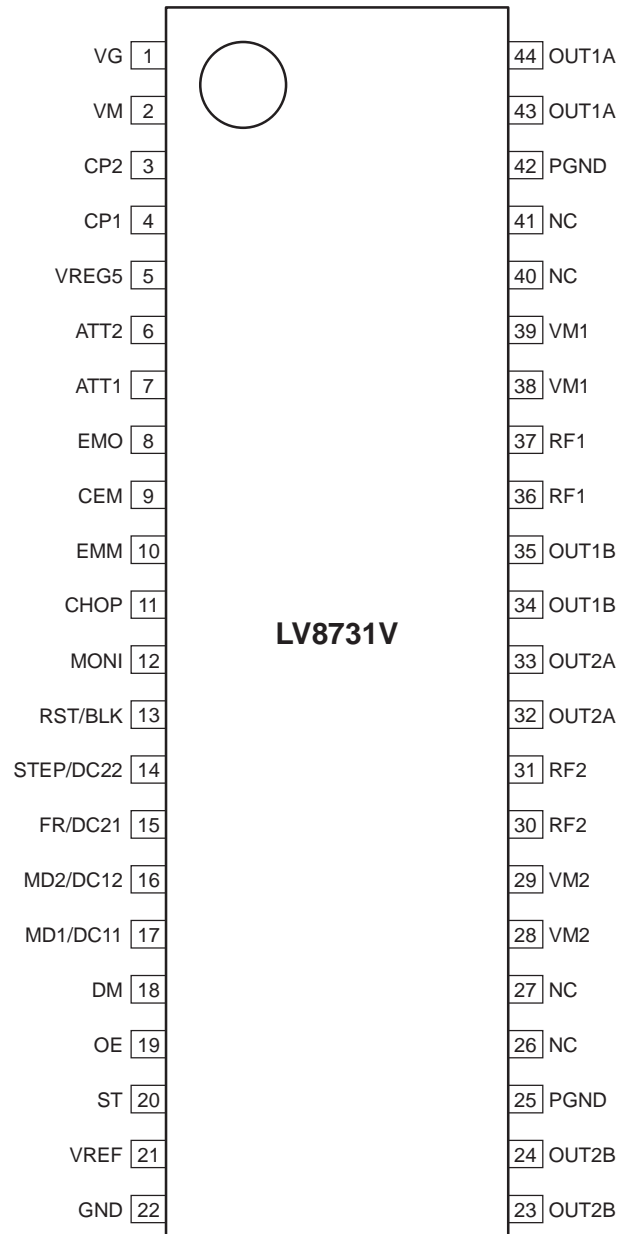 VG 1 44 OUT1A
VM 2 43 OUT1A
CP2 3 42 PGND
CP1 4 41 NC
VREG5 5 40 NC
ATT2 6 39 VM1
ATT1 7 38 VM1
EMO 8 37 RF1
CEM 9 36 RF1
EMM 10 35 OUT1B
CHOP 11 34 OUT1B
LV8731V
MONI 12 33 OUT2A
RST/BLK 13 32 OUT2A
STEP/DC22 14 31 RF2
FR/DC21 15 30 RF2
MD2/DC12 16 29 VM2
MD1/DC11 17 28 VM2
DM 18 27 NC
OE 19 26 NC
ST 20 25 PGND
VREF 21 24 OUT2B
GND 22 23 OUT2B